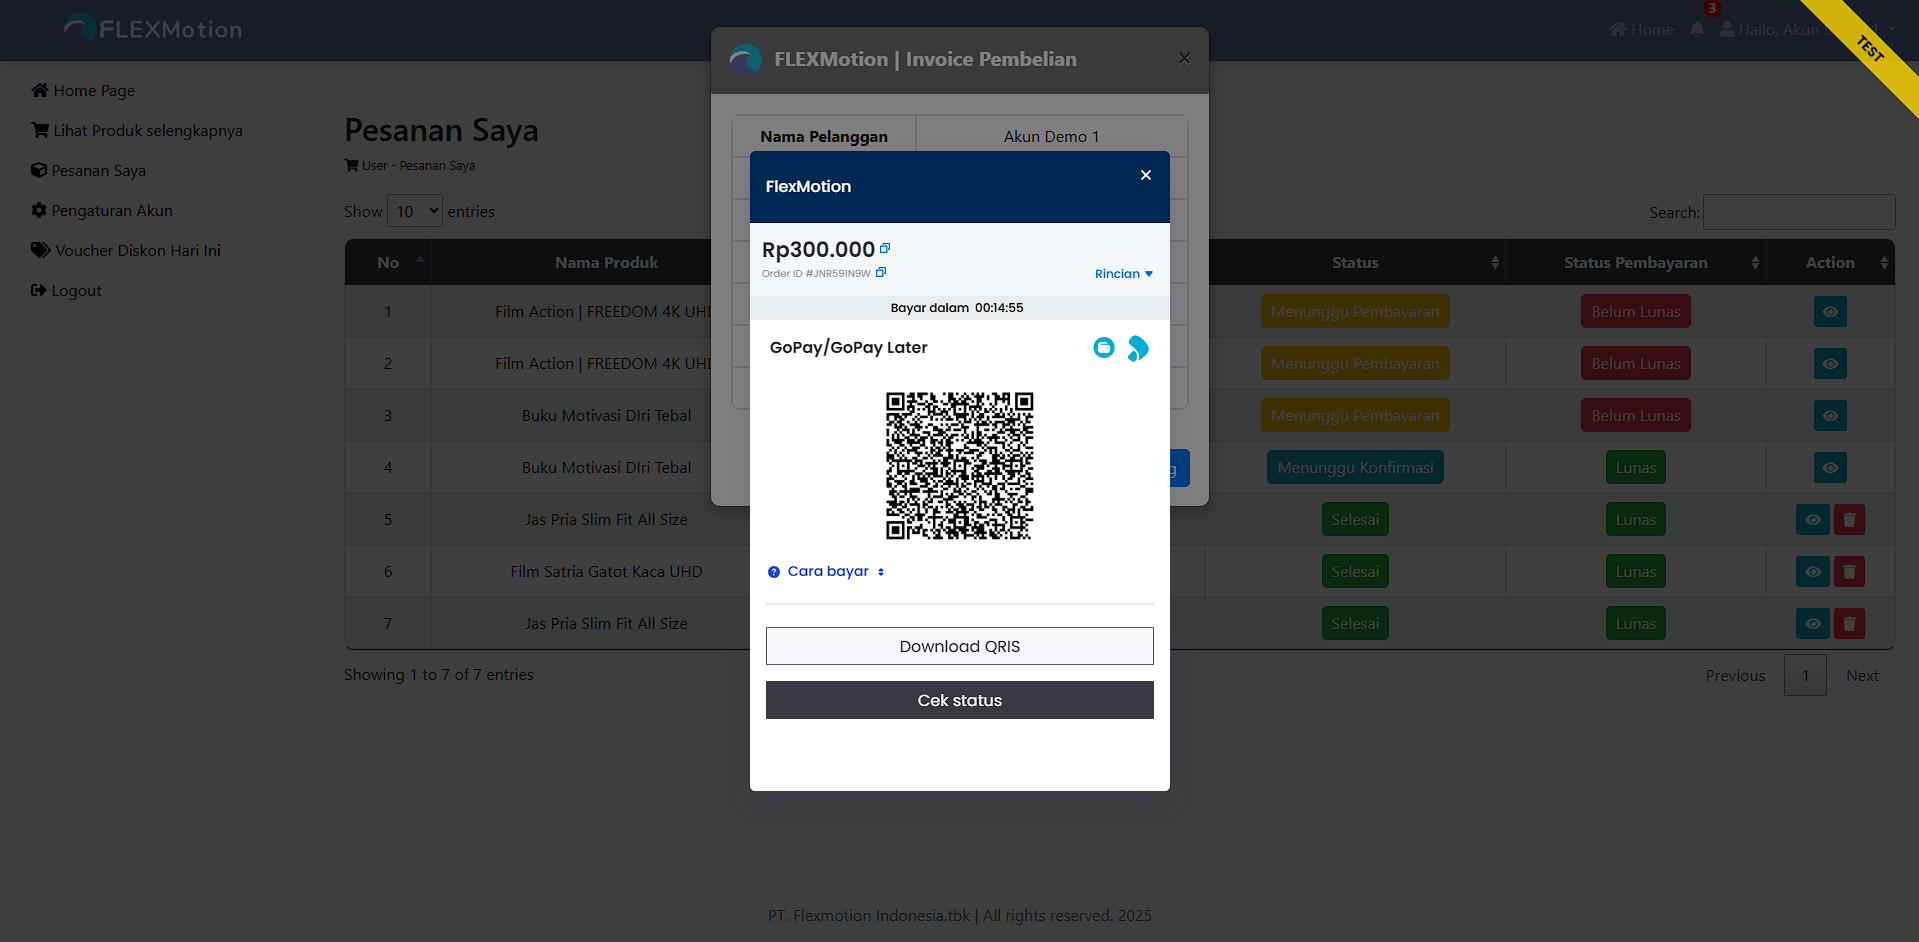 FLEXMotion
Home
3
Hallo, Akun
TEST
Home Page
Lihat Produk selengkapnya
Pesanan Saya
Pengaturan Akun
Voucher Diskon Hari Ini
Logout
Pesanan Saya
User - Pesanan Saya
Show 10 entries
Search:
No Nama Produk Status Status Pembayaran Action
1 Film Action | FREEDOM 4K UHD Menunggu Pembayaran Belum Lunas
2 Film Action | FREEDOM 4K UHD Menunggu Pembayaran Belum Lunas
3 Buku Motivasi DIri Tebal Menunggu Pembayaran Belum Lunas
4 Buku Motivasi DIri Tebal Menunggu Konfirmasi Lunas
5 Jas Pria Slim Fit All Size Selesai Lunas
6 Film Satria Gatot Kaca UHD Selesai Lunas
7 Jas Pria Slim Fit All Size Selesai Lunas
Showing 1 to 7 of 7 entries
Previous 1 Next
FLEXMotion | Invoice Pembelian
Nama Pelanggan Akun Demo 1
FlexMotion
Rp300.000
Order ID #JNR591N9W
Rincian
Bayar dalam 00:14:55
GoPay/GoPay Later
Cara bayar
Download QRIS
Cek status
PT. Flexmotion Indonesia.tbk | All rights reserved. 2025